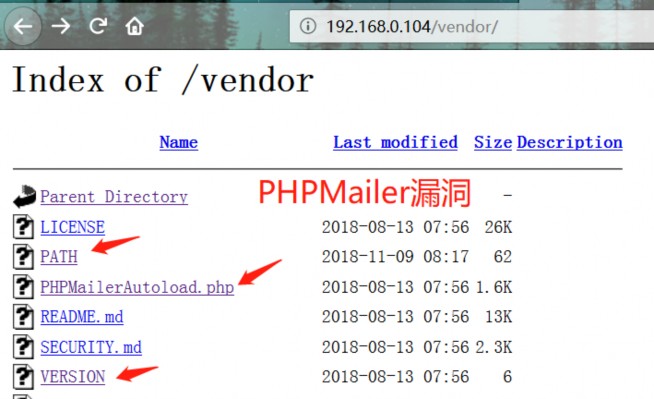 192.168.0.104/vendor/
Index of /vendor
Name Last modified Size Description
PHPMailer漏洞
Parent Directory -
LICENSE 2018-08-13 07:56 26K
PATH 2018-11-09 08:17 62
PHPMailerAutoload.php 2018-08-13 07:56 1.6K
README.md 2018-08-13 07:56 13K
SECURITY.md 2018-08-13 07:56 2.3K
VERSION 2018-08-13 07:56 6